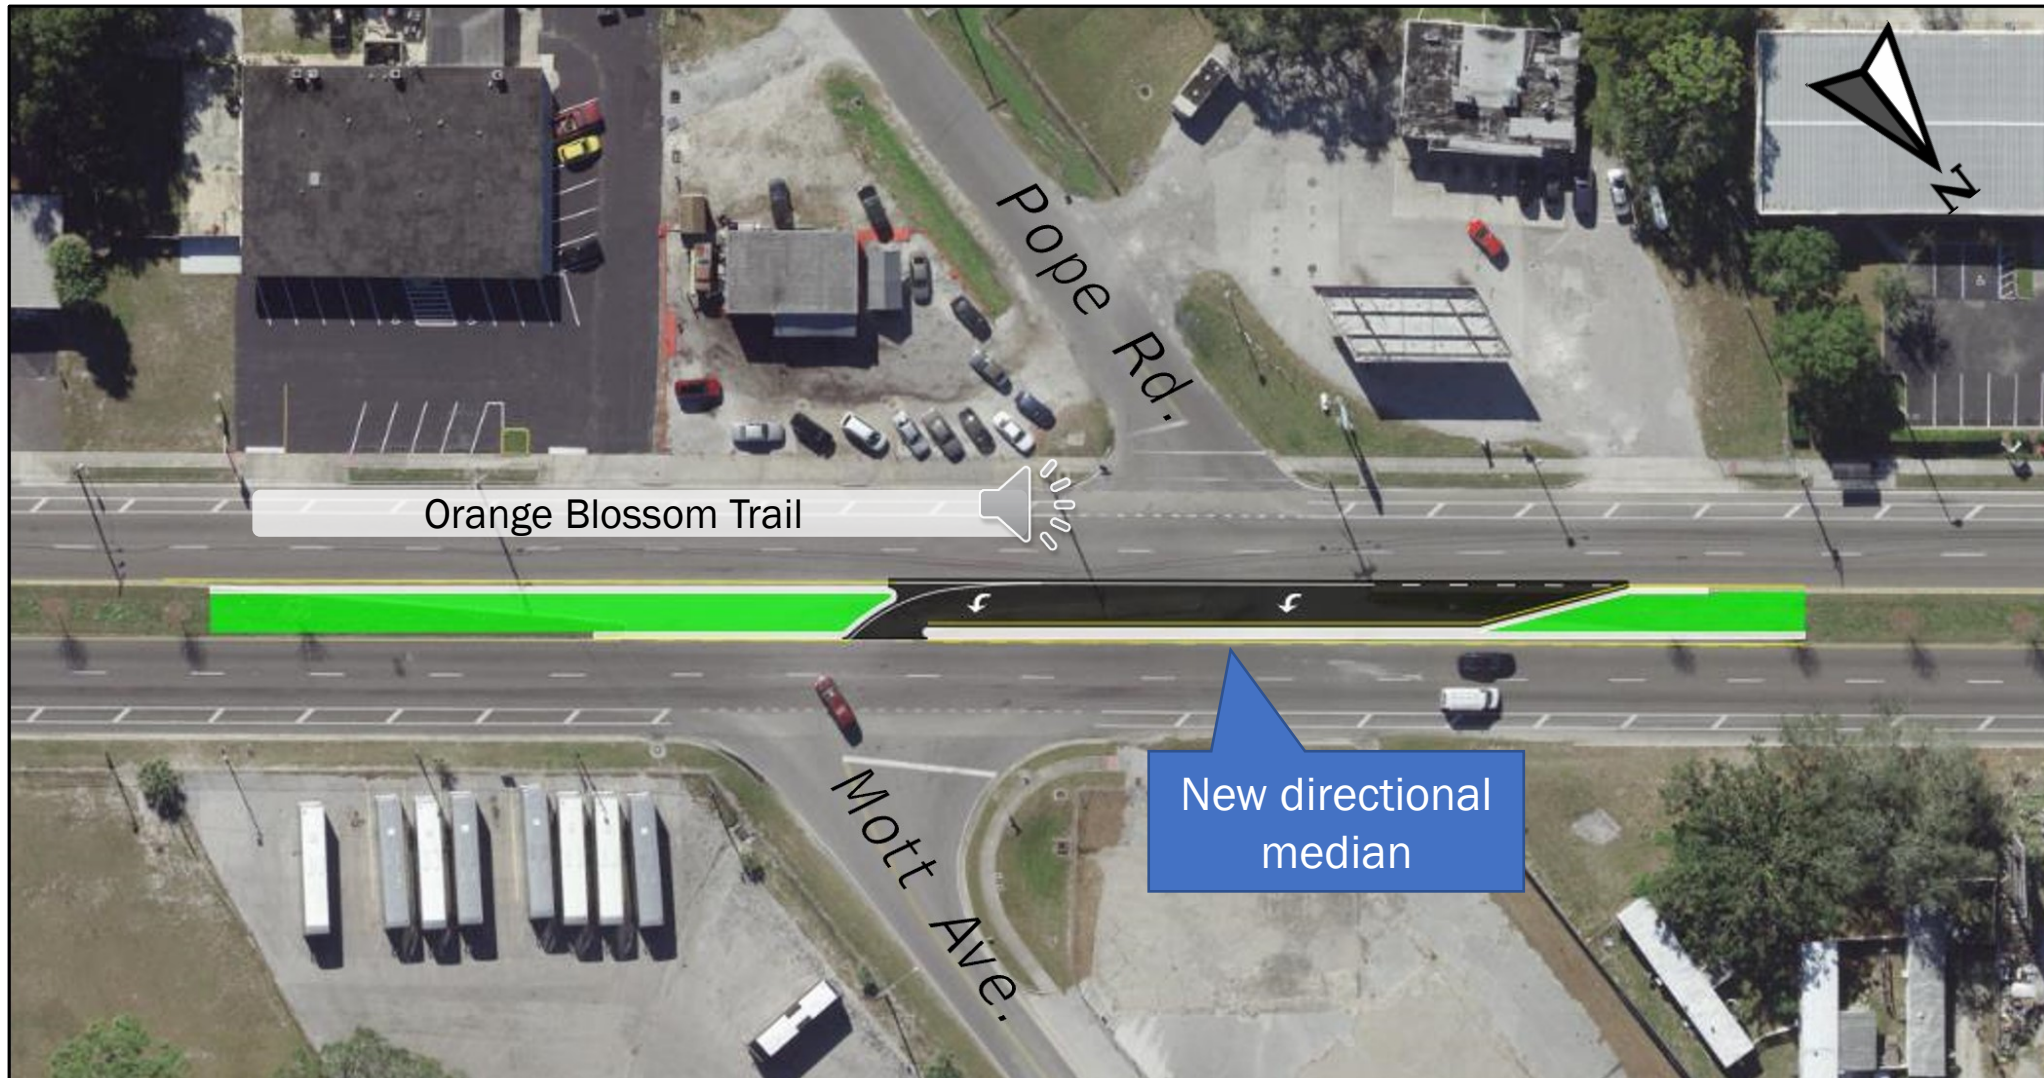 N
Pope Rd.
Orange Blossom Trail
New directional
median
Mott Ave.